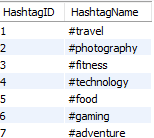 HashtagID HashtagName
1 #travel
2 #photography
3 #fitness
4 #technology
5 #food
6 #gaming
7 #adventure